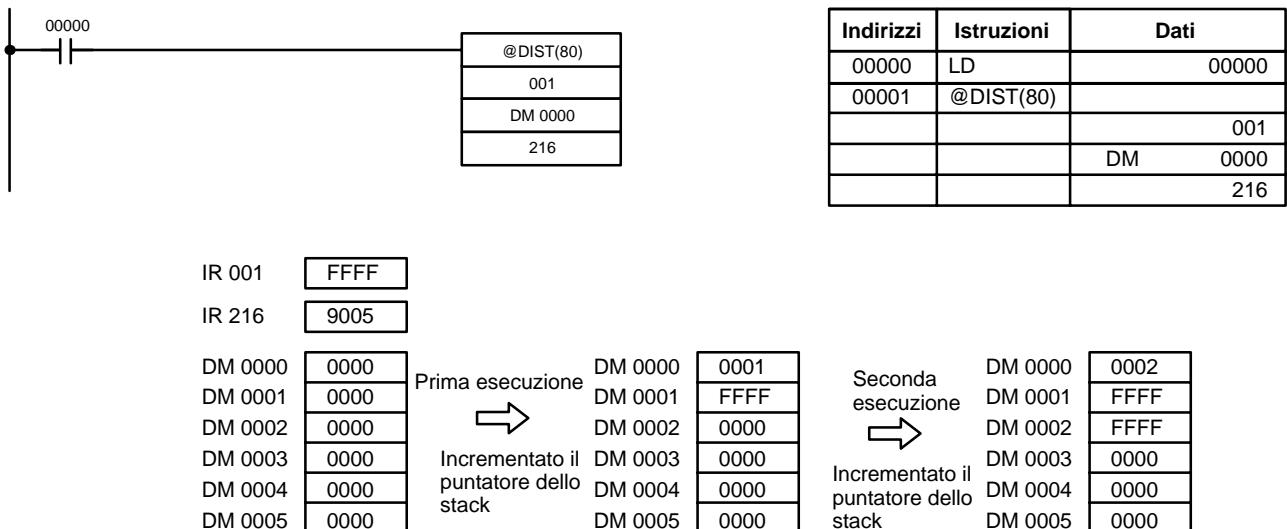 00000
@DIST(80)
001
DM 0000
216
Indirizzi Istruzioni Dati
00000 LD 00000
00001 @DIST(80)
001
DM 0000
216
IR 001 FFFF
IR 216 9005
DM 0000 0000
DM 0001 0000
DM 0002 0000
DM 0003 0000
DM 0004 0000
DM 0005 0000
Prima esecuzione
Incrementato il
puntatore dello
stack
DM 0000 0001
DM 0001 FFFF
DM 0002 0000
DM 0003 0000
DM 0004 0000
DM 0005 0000
Seconda
esecuzione
Incrementato il
puntatore dello
stack
DM 0000 0002
DM 0001 FFFF
DM 0002 FFFF
DM 0003 0000
DM 0004 0000
DM 0005 0000